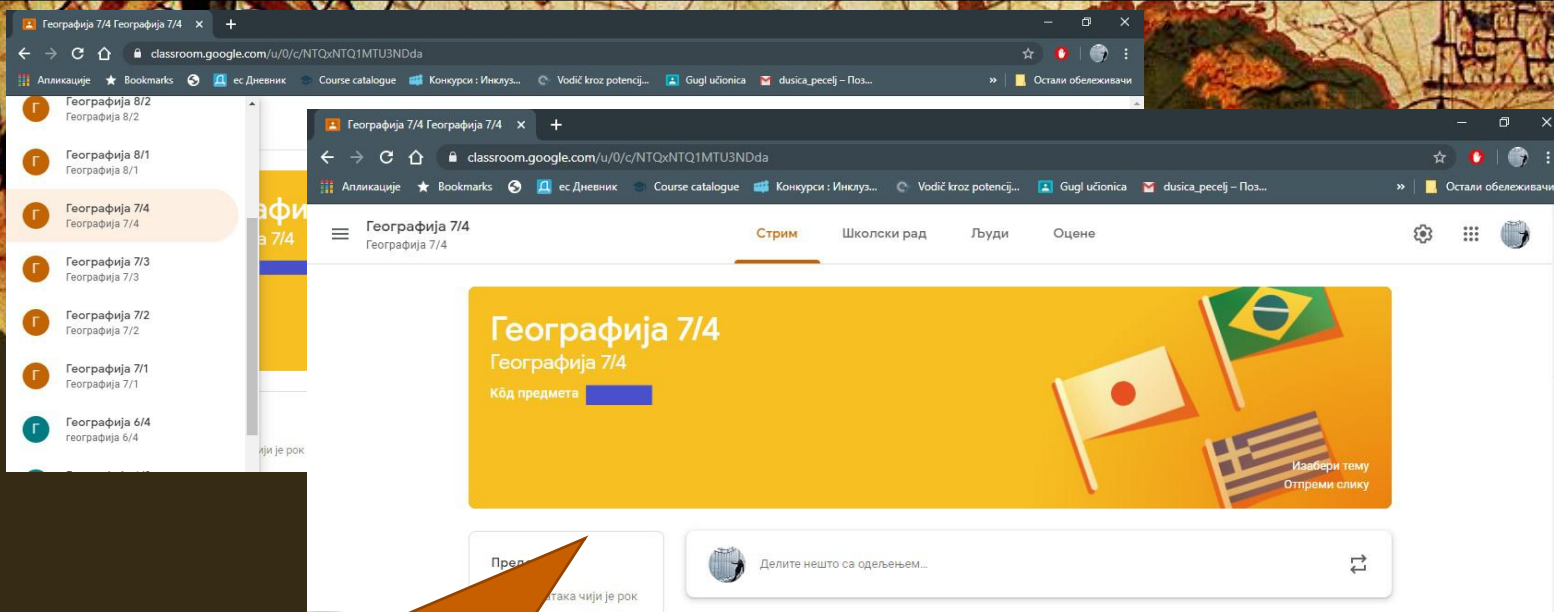 Географија 7/4 Географија 7/4
classroom.google.com/u/0/c/NTQxNTQ1MTU3NDda
Апликације Bookmarks ес Дневник Course catalogue Конкурси : Инклуз... Vodič kroz potencij... Gugl učionica dusica_pecelj – Поз... » Остали обележивачи
Географија 8/2
Географија 8/2
Географија 8/1
Географија 8/1
Географија 7/4
Географија 7/4
Географија 7/3
Географија 7/3
Географија 7/2
Географија 7/2
Географија 7/1
Географија 7/1
Географија 6/4
географија 6/4
а 7/4
је рок
Географија 7/4 Географија 7/4
classroom.google.com/u/0/c/NTQxNTQ1MTU3NDda
Апликације Bookmarks ес Дневник Course catalogue Конкурси : Инклуз... Vodič kroz potencij... Gugl učionica dusica_pecelj – Поз... » Остали обележивачи
Географија 7/4
Географија 7/4
Стрим Школски рад Људи Оцене
Географија 7/4
Географија 7/4
Кôд предмета
Изабери тему
Отпреми слику
Делите нешто са одељењем...
чији је рок